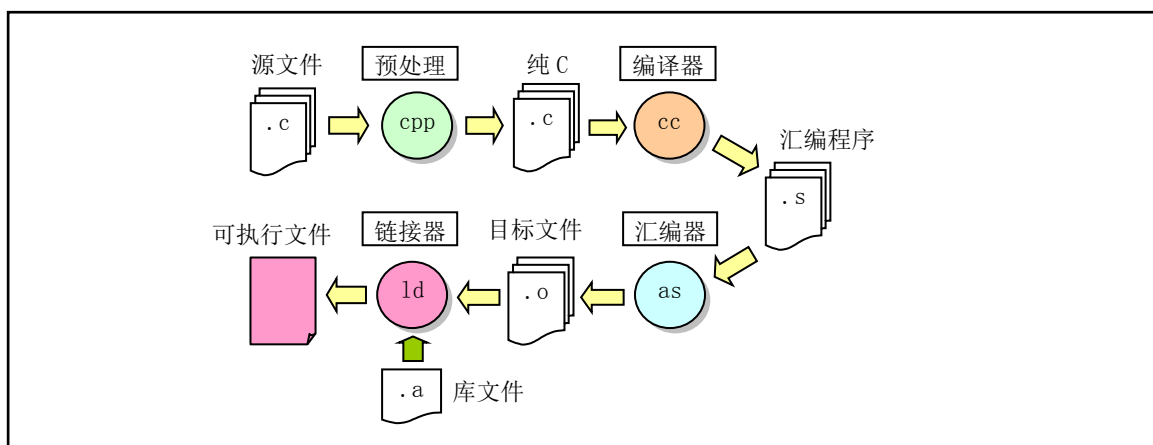 源文件 预处理 纯 C 编译器
.c cpp .c cc
汇编程序
.s
可执行文件 链接器 目标文件 汇编器
ld .o as
.a 库文件